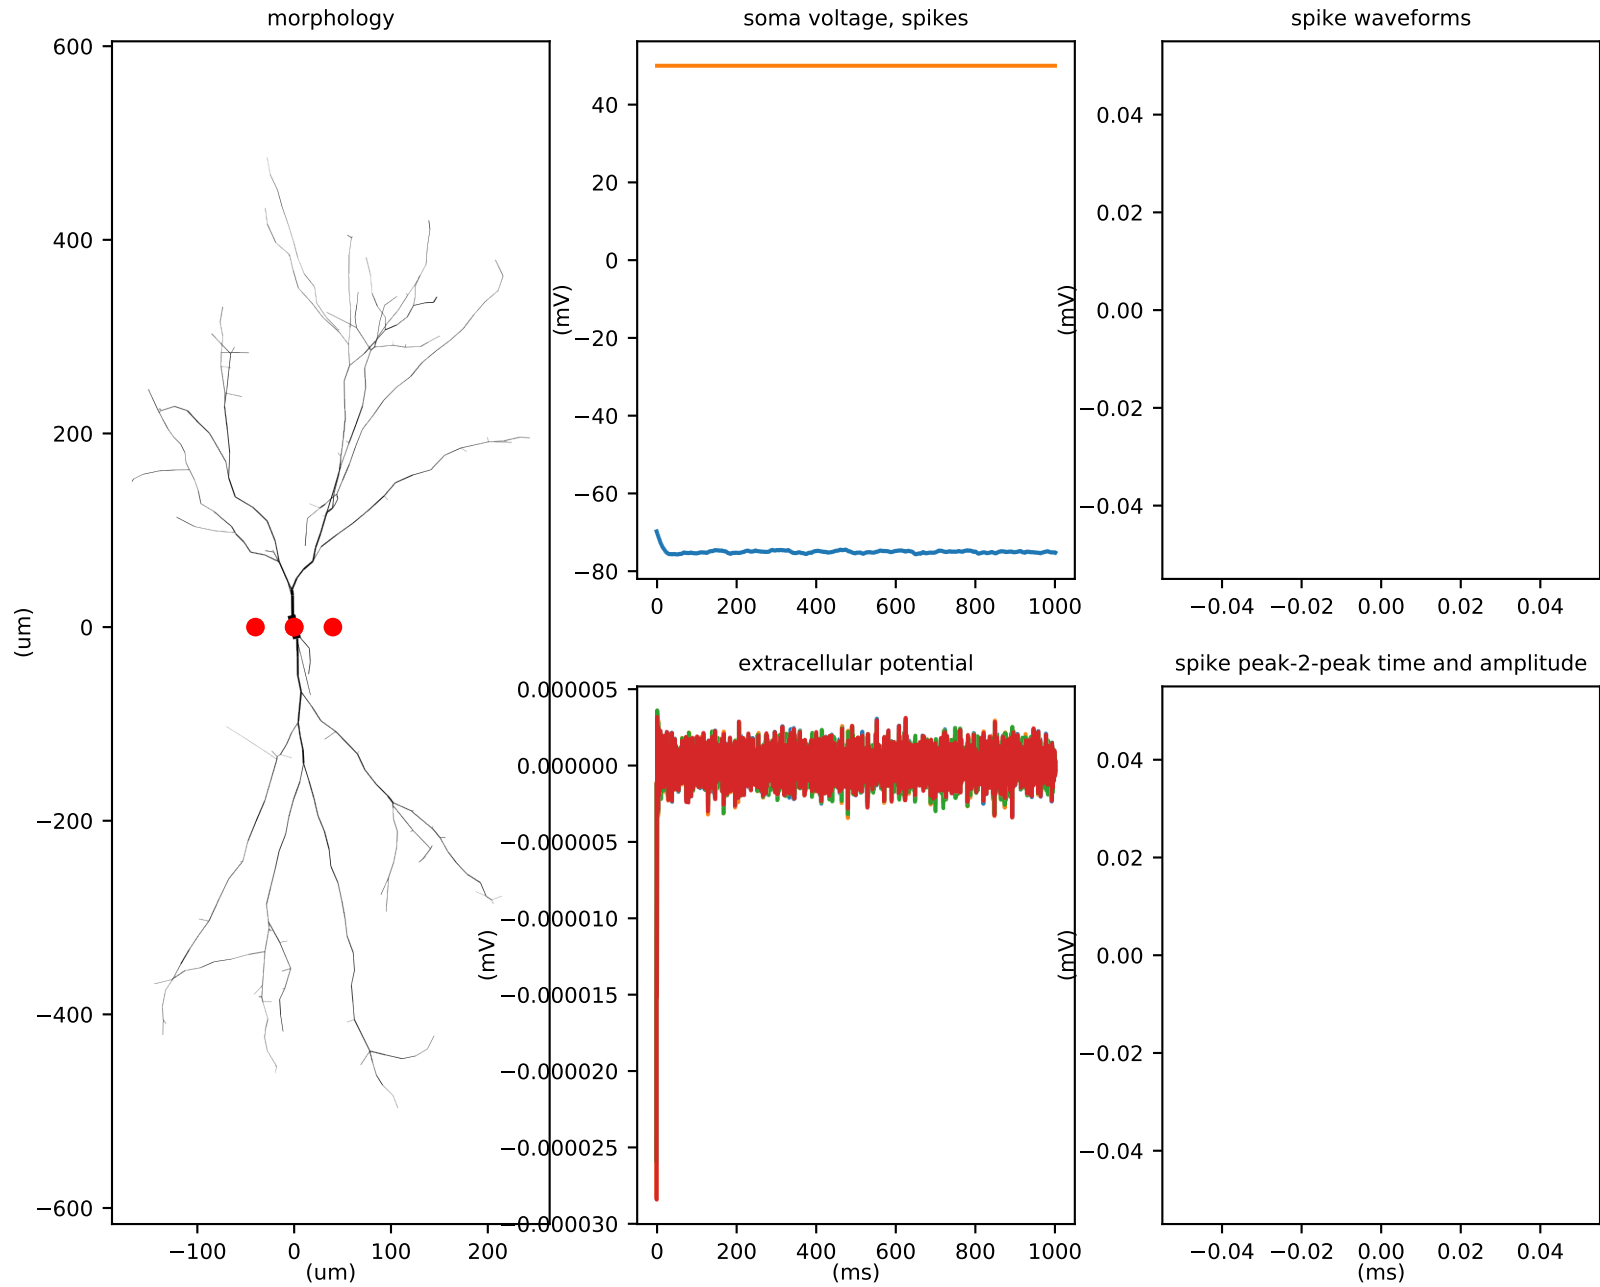 morphology
600
400
200
0
−200
−400
−600
(um)
−100 0 100 200
(um)
soma voltage, spikes
40
20
0
−20
−40
−60
−80
(mV)
0 200 400 600 800 1000
spike waveforms
0.04
0.02
0.00
−0.02
−0.04
(mV)
−0.04 −0.02 0.00 0.02 0.04
extracellular potential
0.000005
0.000000
−0.000005
−0.000010
−0.000015
−0.000020
−0.000025
−0.000030
(mV)
0 200 400 600 800 1000
(ms)
spike peak-2-peak time and amplitude
0.04
0.02
0.00
−0.02
−0.04
(mV)
−0.04 −0.02 0.00 0.02 0.04
(ms)